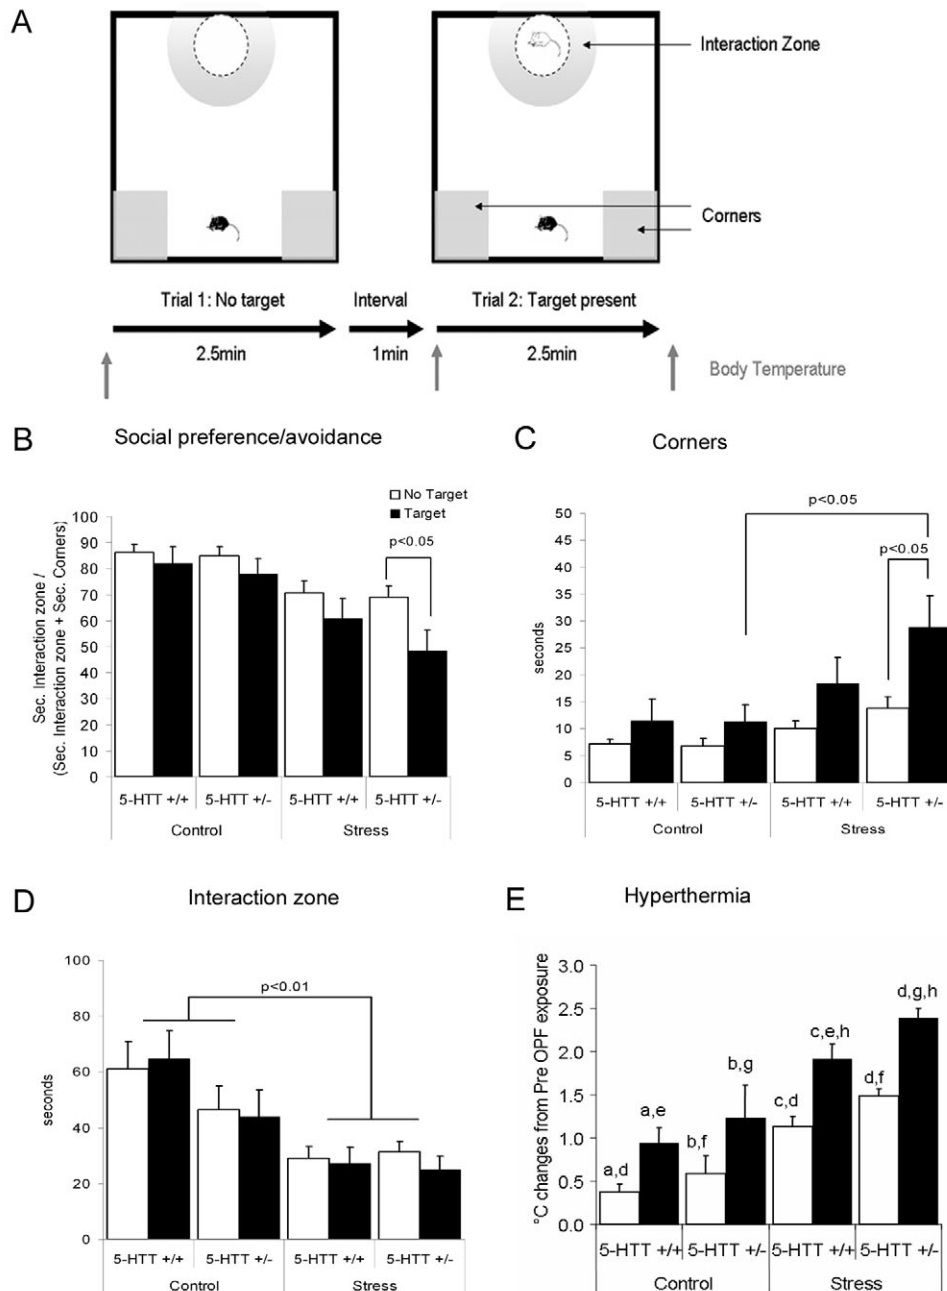 A
Interaction Zone
Corners
Trial 1: No target
Interval
Trial 2: Target present
2.5min
1min
2.5min
Body Temperature
B
Social preference/avoidance
No Target
Target
Sec. Interaction zone /
(Sec. Interaction zone + Sec. Corners)
100
90
80
70
60
50
40
30
20
10
0
p<0.05
5-HTT +/+
5-HTT +/-
5-HTT +/+
5-HTT +/-
Control
Stress
C
Corners
p<0.05
p<0.05
seconds
50
45
40
35
30
25
20
15
10
5
0
5-HTT +/+
5-HTT +/-
5-HTT +/+
5-HTT +/-
Control
Stress
D
Interaction zone
p<0.01
seconds
100
80
60
40
20
0
5-HTT +/+
5-HTT +/-
5-HTT +/+
5-HTT +/-
Control
Stress
E
Hyperthermia
°C changes from Pre OPF exposure
3.0
2.5
2.0
1.5
1.0
0.5
0.0
a,d
a,e
b,f
b,g
c,d
c,e,h
d,f
d,g,h
5-HTT +/+
5-HTT +/-
5-HTT +/+
5-HTT +/-
Control
Stress